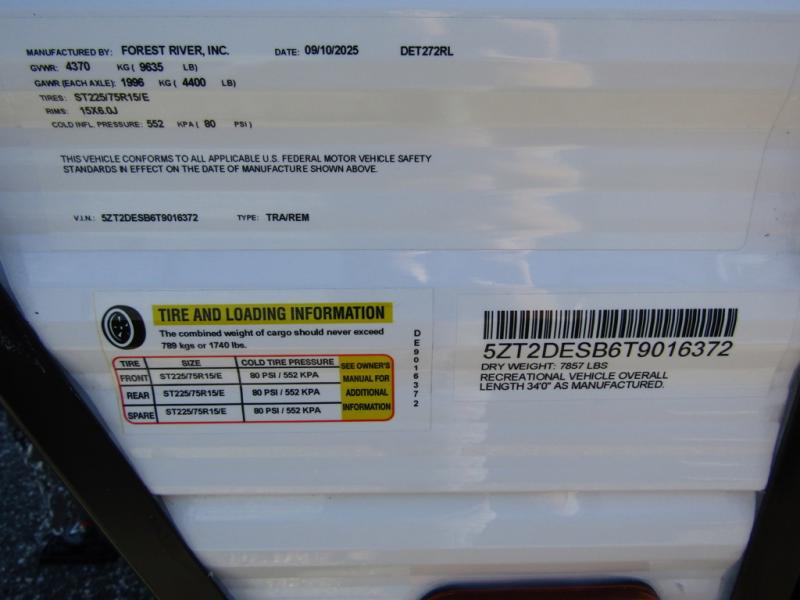 MANUFACTURED BY: FOREST RIVER, INC. DATE: 09/10/2025 DET272RL
GVWR: 4370 KG ( 9635 LB)
GAWR (EACH AXLE): 1996 KG ( 4400 LB)
TIRES: ST225/75R15/E
RIMS: 15X6.0J
COLD INFL. PRESSURE: 552 KPA ( 80 PSI )
THIS VEHICLE CONFORMS TO ALL APPLICABLE U.S. FEDERAL MOTOR VEHICLE SAFETY
STANDARDS IN EFFECT ON THE DATE OF MANUFACTURE SHOWN ABOVE.
V.I.N.: 5ZT2DESB6T9016372 TYPE: TRA/REM
TIRE AND LOADING INFORMATION
The combined weight of cargo should never exceed
789 kgs or 1740 lbs.
TIRE SIZE COLD TIRE PRESSURE
FRONT ST225/75R15/E 80 PSI / 552 KPA
REAR ST225/75R15/E 80 PSI / 552 KPA
SPARE ST225/75R15/E 80 PSI / 552 KPA
SEE OWNER'S
MANUAL FOR
ADDITIONAL
INFORMATION
DE9016372
5ZT2DESB6T9016372
DRY WEIGHT: 7857 LBS
RECREATIONAL VEHICLE OVERALL
LENGTH 34'0" AS MANUFACTURED.